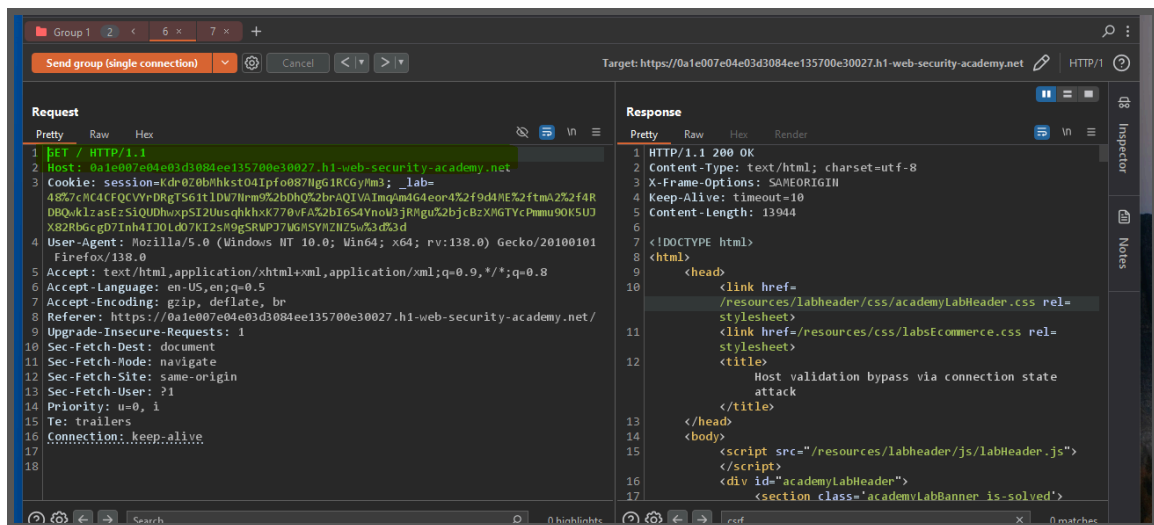 Group 1 2 < 6 × 7 × +
Send group (single connection) Cancel < > Target: https://0a1e007e04e03d3084ee135700e30027.h1-web-security-academy.net HTTP/1
Request
Pretty Raw Hex \n
1 GET / HTTP/1.1
2 Host: 0a1e007e04e03d3084ee135700e30027.h1-web-security-academy.net
3 Cookie: session=Kdr0Z0bMhkstO4Ipfo087NgG1RCGyMm3; _lab=
48%7cMC4CFQCVYrDRgTS61tlDW7Nrm9%2bDhQ%2brAQIVAImqAm4G4eor4%2f9d4ME%2ftmA2%2f4R
DBQwklzasEzSiQUDhwxpSI2UusqhkhxK770vFA%2bI6S4YnoW3jRMgu%2bjcBzXMGTYcPmmu9OK5UJ
X82RbGcgD7Inh4IJOLdO7KI2sM9gSRWPJ7WGMSYMZNZ5w%3d%3d
4 User-Agent: Mozilla/5.0 (Windows NT 10.0; Win64; x64; rv:138.0) Gecko/20100101
Firefox/138.0
5 Accept: text/html,application/xhtml+xml,application/xml;q=0.9,*/*;q=0.8
6 Accept-Language: en-US,en;q=0.5
7 Accept-Encoding: gzip, deflate, br
8 Referer: https://0a1e007e04e03d3084ee135700e30027.h1-web-security-academy.net/
9 Upgrade-Insecure-Requests: 1
10 Sec-Fetch-Dest: document
11 Sec-Fetch-Mode: navigate
12 Sec-Fetch-Site: same-origin
13 Sec-Fetch-User: ?1
14 Priority: u=0, i
15 Te: trailers
16 Connection: keep-alive
17
18
Search 0 highlights
Response
Pretty Raw Hex Render \n
1 HTTP/1.1 200 OK
2 Content-Type: text/html; charset=utf-8
3 X-Frame-Options: SAMEORIGIN
4 Keep-Alive: timeout=10
5 Content-Length: 13944
6
7 <!DOCTYPE html>
8 <html>
9 <head>
10 <link href=
/resources/labheader/css/academyLabHeader.css rel=
stylesheet>
11 <link href=/resources/css/labsEcommerce.css rel=
stylesheet>
12 <title>
Host validation bypass via connection state
attack
</title>
13 </head>
14 <body>
15 <script src="/resources/labheader/js/labHeader.js">
</script>
16 <div id="academyLabHeader">
17 <section class='academyLabBanner is-solved'>
csrf × 0 matches
Inspector
Notes